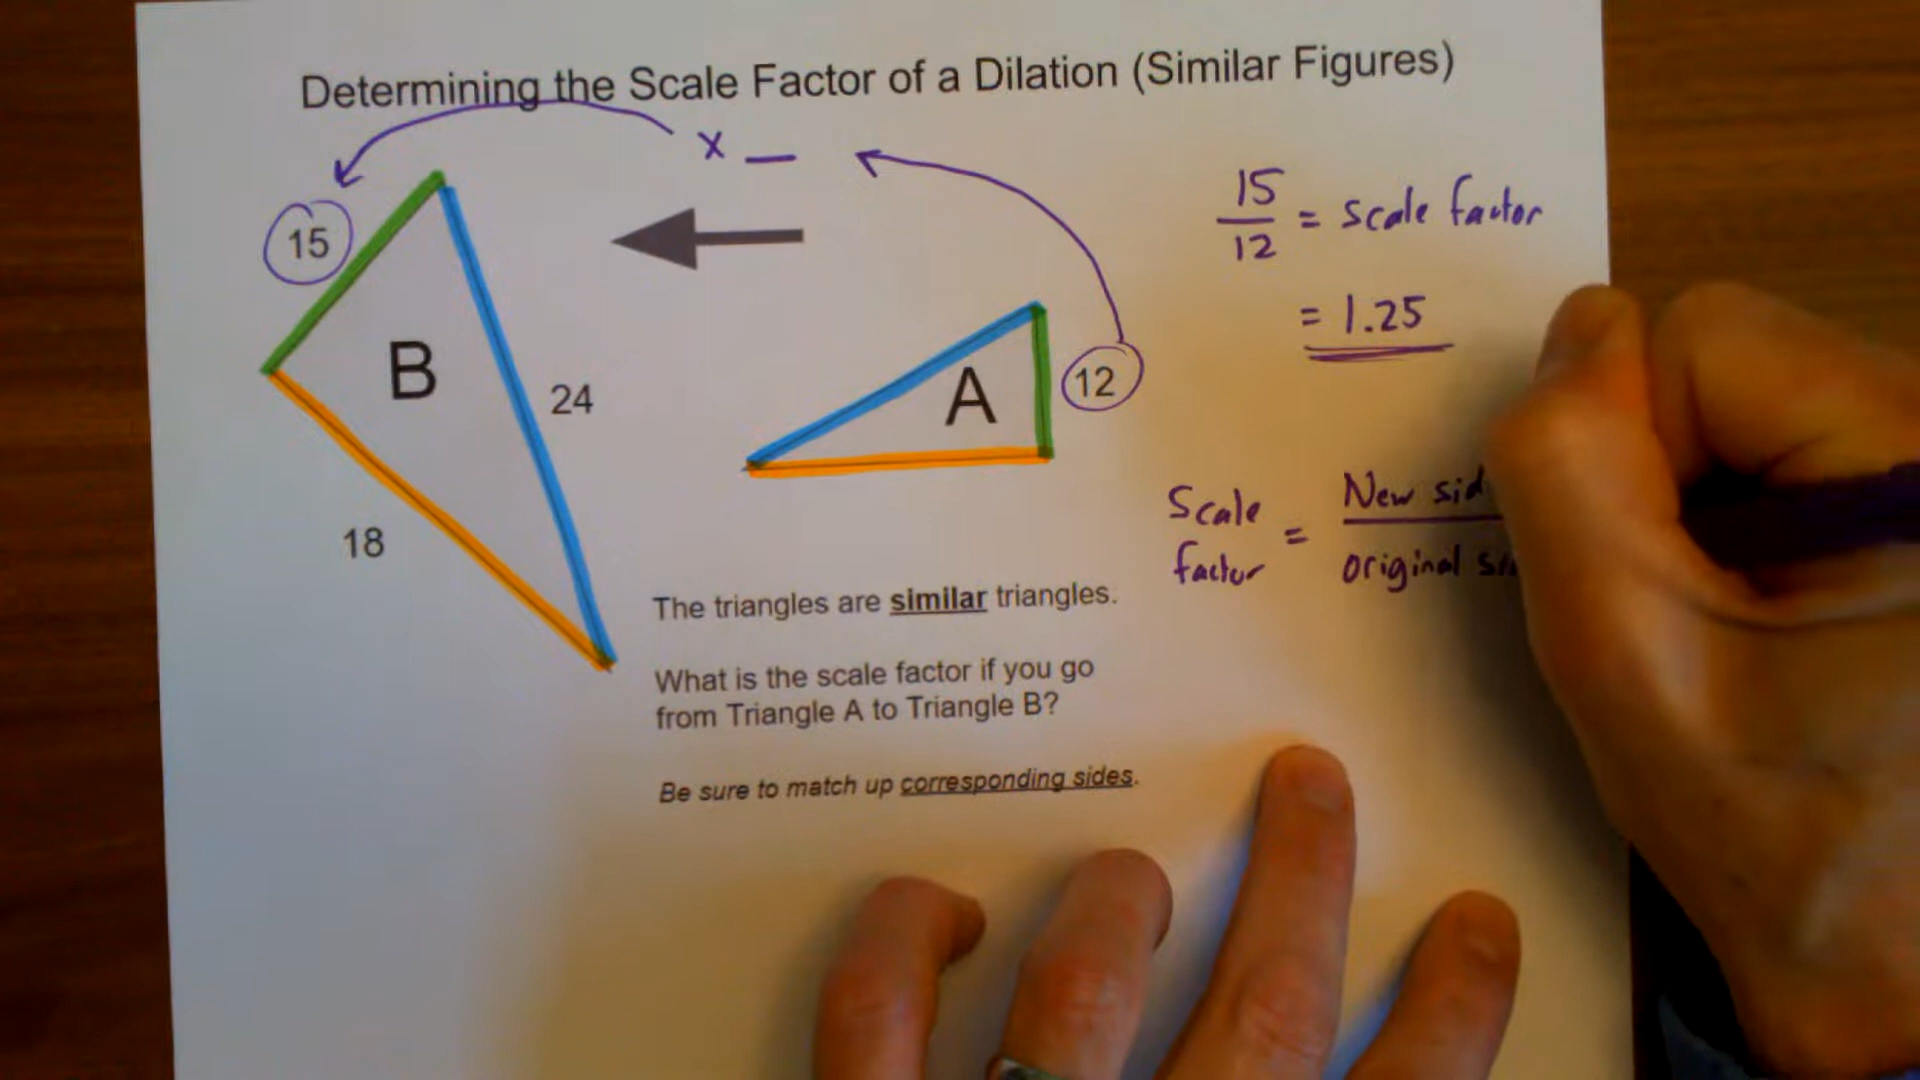 Determining the Scale Factor of a Dilation (Similar Figures)
x _
15
B
24
18
A
12
15
12
= Scale factor
= 1.25
Scale
factor
=
New
original
The triangles are similar triangles.
What is the scale factor if you go
from Triangle A to Triangle B?
Be sure to match up corresponding sides.